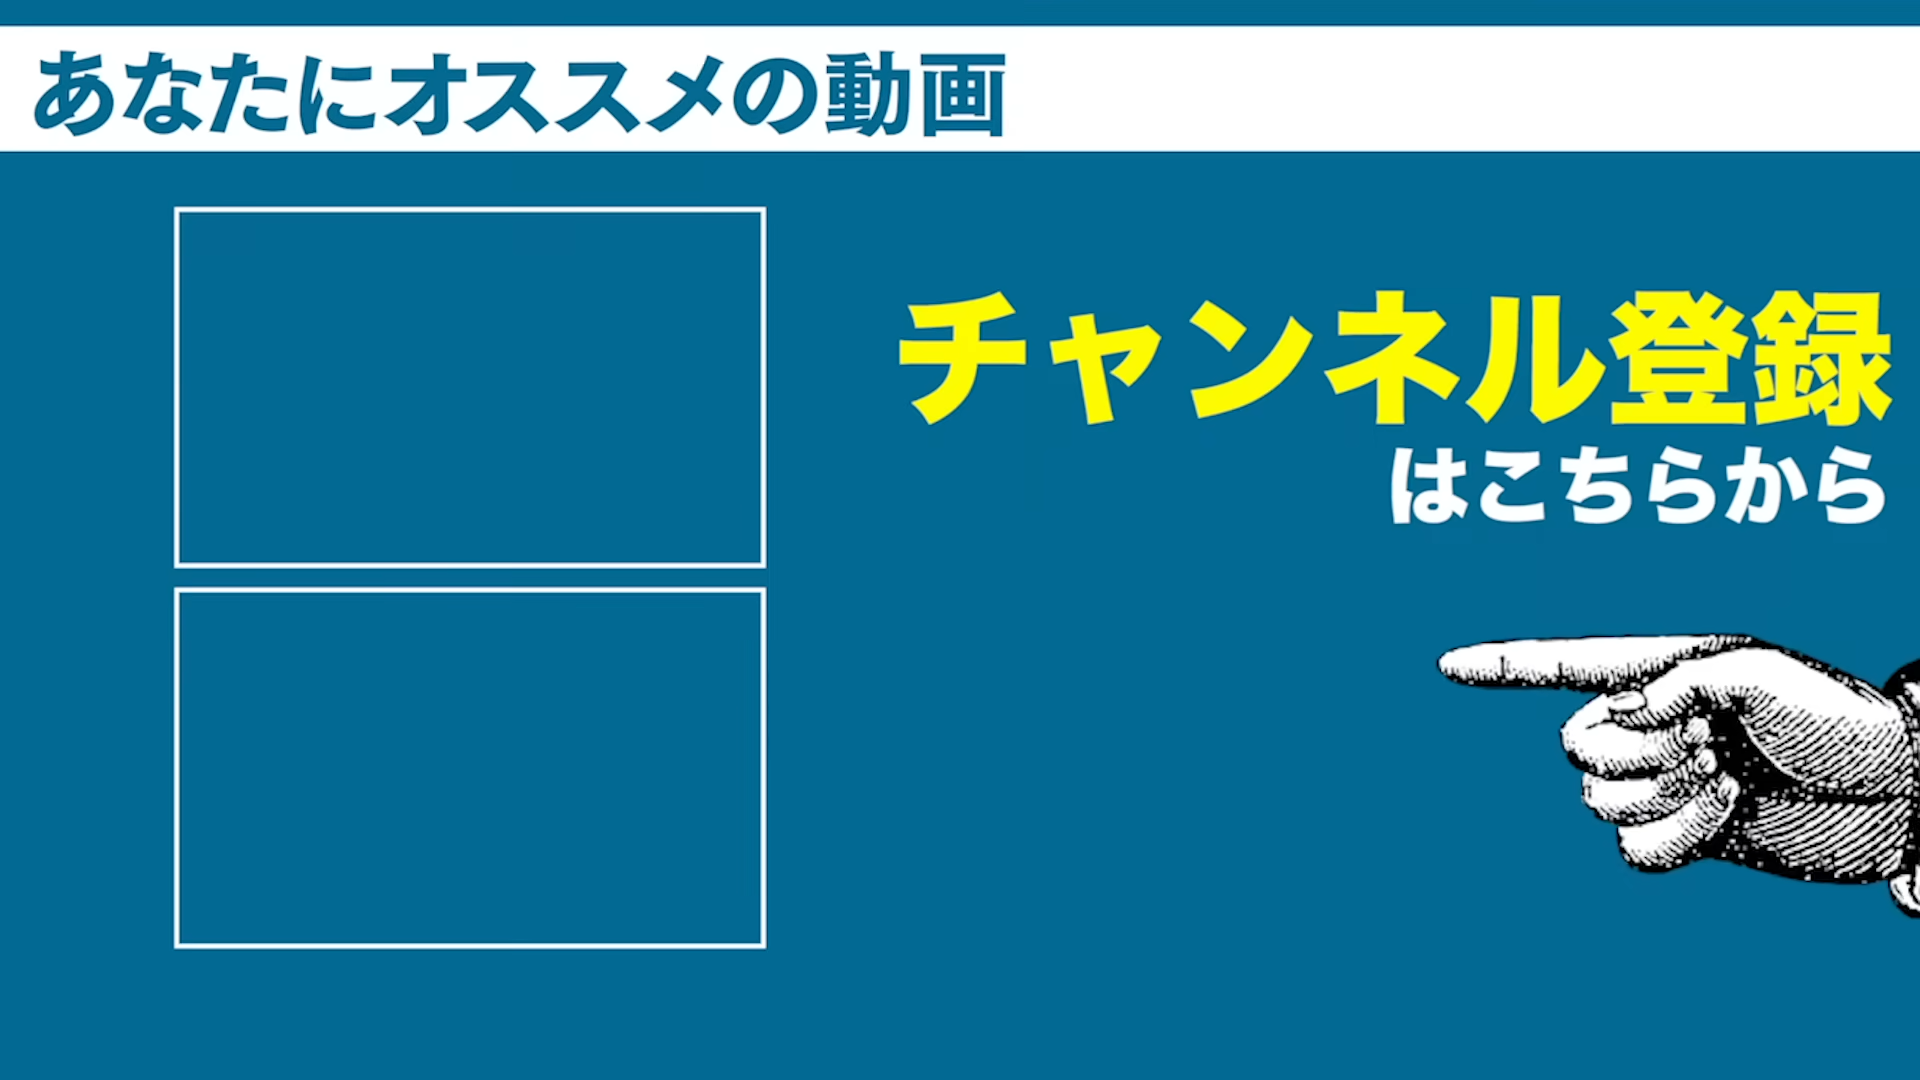 あなたにオススメの動画
チャンネル登録
はこちらから